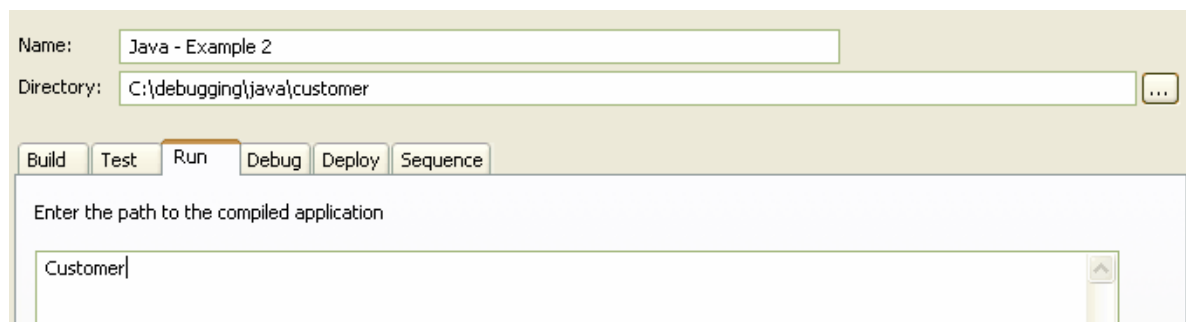 Name: Java - Example 2
Directory: C:\debugging\java\customer ...
Build Test Run Debug Deploy Sequence
Enter the path to the compiled application
Customer